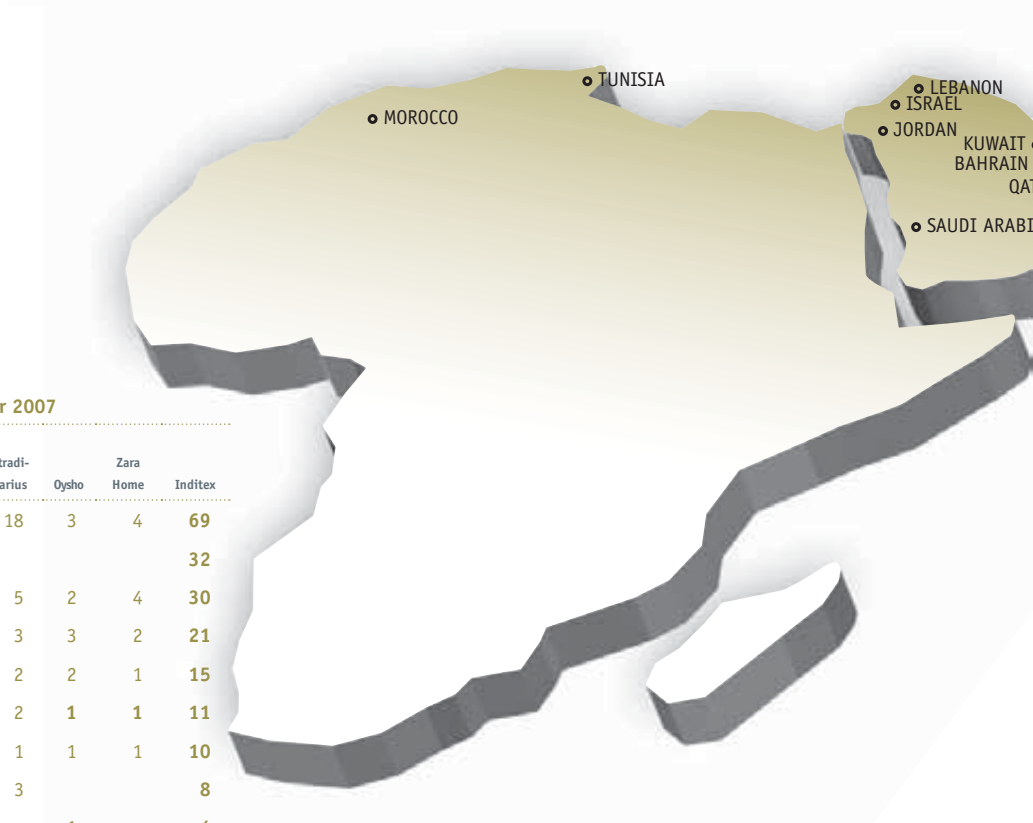 TUNISIA
LEBANON
ISRAEL
MOROCCO
JORDAN
KUWAIT
BAHRAIN
QAT
SAUDI ARABI
r 2007
tradi- Zara
arius Oysho Home Inditex
18 3 4 69
32
5 2 4 30
3 3 2 21
2 2 1 15
2 1 1 11
1 1 1 10
3 8